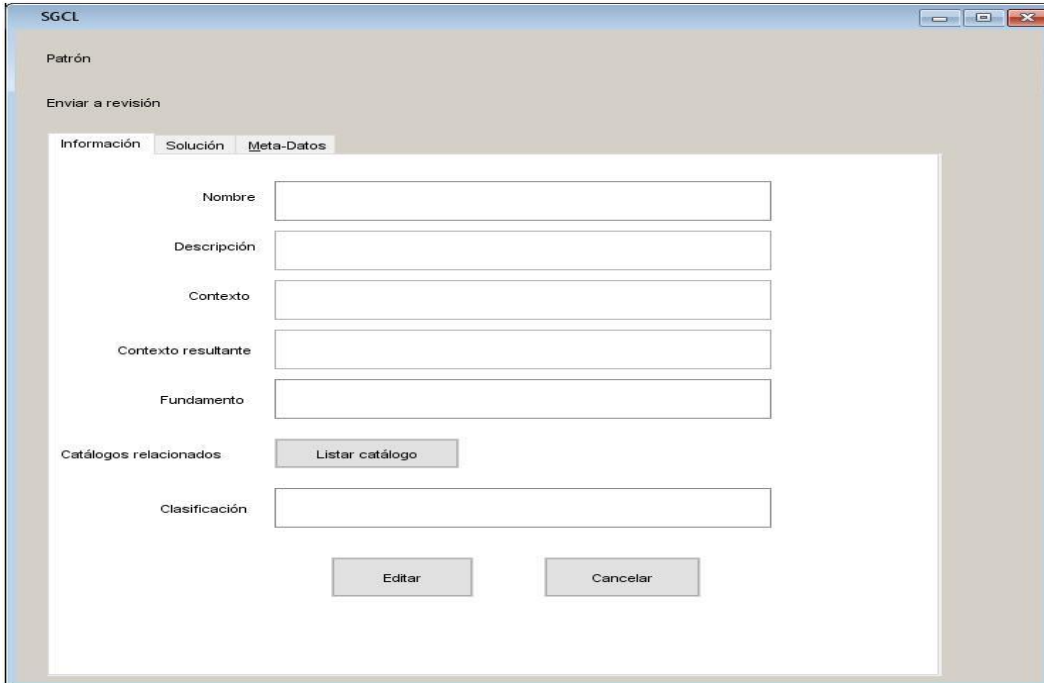 SGCL
Patrón
Enviar a revisión
Información Solución Meta-Datos
Nombre
Descripción
Contexto
Contexto resultante
Fundamento
Catálogos relacionados Listar catálogo
Clasificación
Editar Cancelar